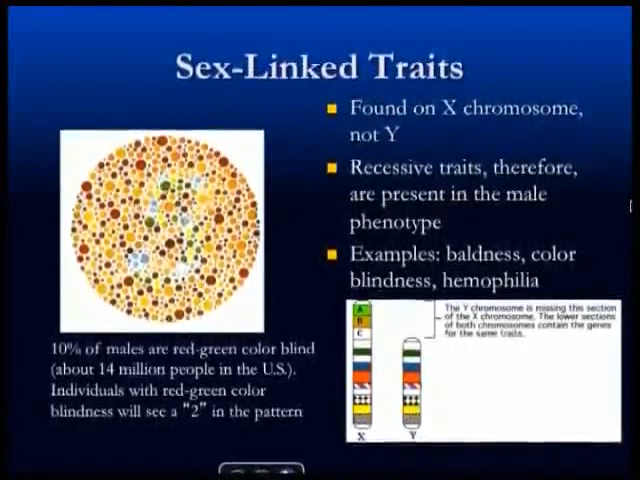 Sex-Linked Traits
Found on X chromosome,
not Y
Recessive traits, therefore,
are present in the male
phenotype
Examples: baldness, color
blindness, hemophilia
10% of males are red-green color blind
(about 14 million people in the U.S.).
Individuals with red-green color
blindness will see a “2” in the pattern
A
B
C
The Y chromosome is missing this section
of the X chromosome. The lower sections
of both chromosomes contain the genes
for the same traits.
X
Y